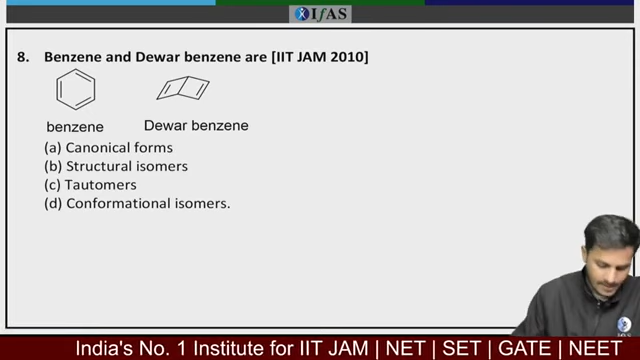 IfAS
8. Benzene and Dewar benzene are [IIT JAM 2010]
benzene Dewar benzene
(a) Canonical forms
(b) Structural isomers
(c) Tautomers
(d) Conformational isomers.
India's No. 1 Institute for IIT JAM | NET | SET | GATE | NEET